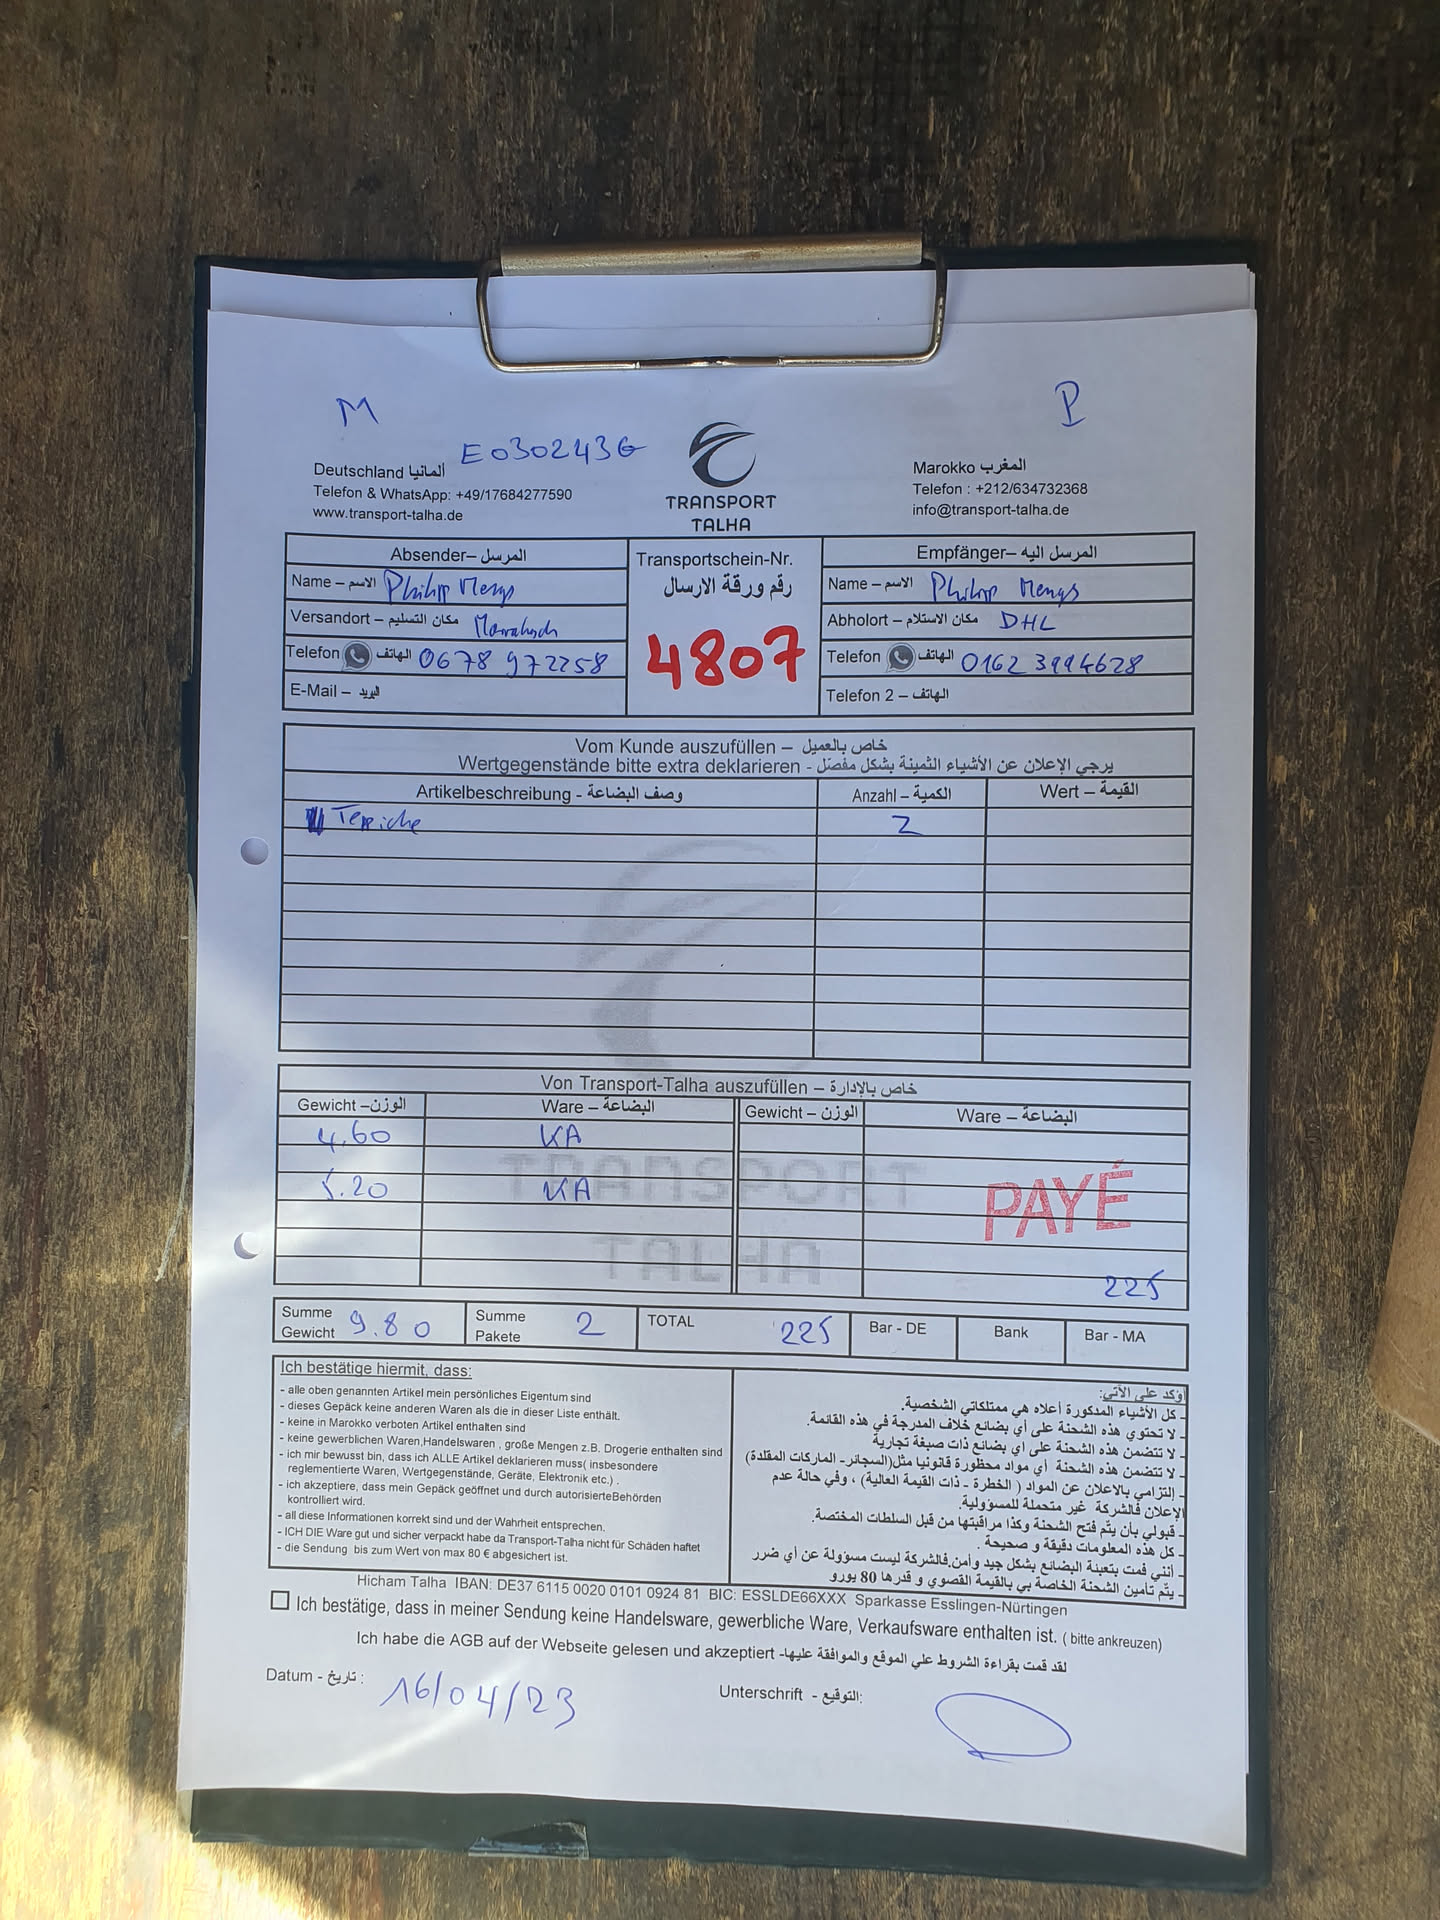 M
P
E030243G
Deutschland ألمانيا
Telefon & WhatsApp: +49/17684277590
www.transport-talha.de
TRANSPORT
TALHA
Marokko المغرب
Telefon : +212/634732368
info@transport-talha.de
Absender– المرسل
Name – الاسم Philipp Mengs
Versandort – مكان التسليم
Telefon الهاتف 0678 972258
E-Mail – البريد
Transportschein-Nr.
رقم ورقة الارسال
4807
Empfänger– المرسل اليه
Name – الاسم Philipp Mengs
Abholort – مكان الاستلام DHL
Telefon الهاتف 0162 3994628
Telefon 2 – الهاتف
Vom Kunde auszufüllen – خاص بالعميل
Wertgegenstände bitte extra deklarieren - يرجي الإعلان عن الأشياء الثمينة بشكل مفصّل
Artikelbeschreibung - وصف البضاعة Anzahl – الكمية Wert – القيمة
Teppiche 2
Von Transport-Talha auszufüllen – خاص بالإدارة
Gewicht –الوزن Ware – البضاعة Gewicht –الوزن Ware – البضاعة
4.60 KA
5.20 KA
TRANSPORT
TALHA
PAYÉ
225
Summe Gewicht 9.80 Summe Pakete 2 TOTAL 225 Bar - DE Bank Bar - MA
Ich bestätige hiermit, dass:
- alle oben genannten Artikel mein persönliches Eigentum sind
- dieses Gepäck keine anderen Waren als die in dieser Liste enthält.
- keine in Marokko verboten Artikel enthalten sind
- keine gewerblichen Waren,Handelswaren , große Mengen z.B. Drogerie enthalten sind
- ich mir bewusst bin, dass ich ALLE Artikel deklarieren muss( insbesondere
reglementierte Waren, Wertgegenstände, Geräte, Elektronik etc.) .
- ich akzeptiere, dass mein Gepäck geöffnet und durch autorisierteBehörden
kontrolliert wird.
- all diese Informationen korrekt sind und der Wahrheit entsprechen.
- ICH DIE Ware gut und sicher verpackt habe da Transport-Talha nicht für Schäden haftet
- die Sendung bis zum Wert von max 80 € abgesichert ist.
أؤكد على الآتي:
- كل الأشياء المذكورة أعلاه هي ممتلكاتي الشخصية.
- لا تحتوي هذه الشحنة على أي بضائع خلاف المدرجة في هذه القائمة.
- لا تتضمن هذه الشحنة على أي بضائع ذات صبغة تجارية
- لا تتضمن هذه الشحنة أي مواد محظورة قانونيا مثل(السجائر- الماركات المقلدة)
- إلتزامي بالاعلان عن المواد ( الخطرة - ذات القيمة العالية) ، وفي حالة عدم
الإعلان فالشركة غير متحملة للمسؤولية.
- قبولي بأن يتم فتح الشحنة وكذا مراقبتها من قبل السلطات المختصة.
- كل هذه المعلومات دقيقة و صحيحة .
- أنني قمت بتعبئة البضائع بشكل جيد وأمن.فالشركة ليست مسؤولة عن أي ضرر
- يتم تأمين الشحنة الخاصة بي بالقيمة القصوي و قدرها 80 يورو
Hicham Talha IBAN: DE37 6115 0020 0101 0924 81 BIC: ESSLDE66XXX Sparkasse Esslingen-Nürtingen
Ich bestätige, dass in meiner Sendung keine Handelsware, gewerbliche Ware, Verkaufsware enthalten ist. ( bitte ankreuzen)
Ich habe die AGB auf der Webseite gelesen und akzeptiert -لقد قمت بقراءة الشروط علي الموقع والموافقة عليها
Datum - تاريخ : 16/04/23
Unterschrift - التوقيع: